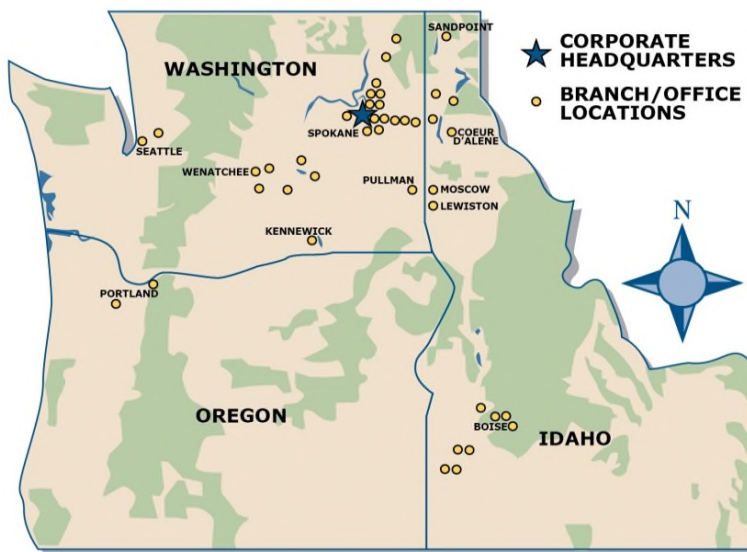 SANDPOINT
CORPORATE
HEADQUARTERS
WASHINGTON
BRANCH/OFFICE
LOCATIONS
SPOKANE
COEUR
D'ALENE
SEATTLE
WENATCHEE
PULLMAN
MOSCOW
LEWISTON
KENNEWICK
N
PORTLAND
OREGON
BOISE
IDAHO